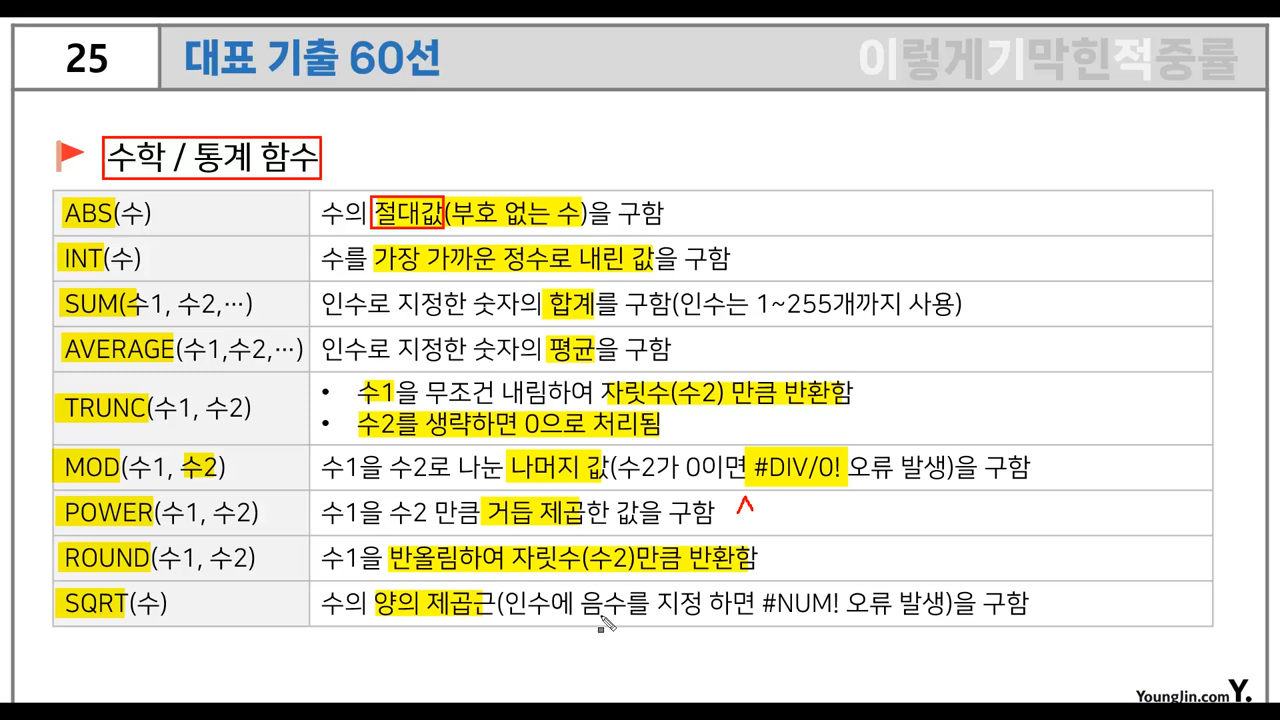 25
대표 기출 60선
이렇게기막힌적중률
수학 / 통계 함수
ABS(수) 수의 절대값(부호 없는 수)을 구함
INT(수) 수를 가장 가까운 정수로 내린 값을 구함
SUM(수1, 수2,…) 인수로 지정한 숫자의 합계를 구함(인수는 1~255개까지 사용)
AVERAGE(수1,수2,…) 인수로 지정한 숫자의 평균을 구함
TRUNC(수1, 수2)
• 수1을 무조건 내림하여 자릿수(수2) 만큼 반환함
• 수2를 생략하면 0으로 처리됨
MOD(수1, 수2) 수1을 수2로 나눈 나머지 값(수2가 0이면 #DIV/0! 오류 발생)을 구함
POWER(수1, 수2) 수1을 수2 만큼 거듭 제곱한 값을 구함 ^
ROUND(수1, 수2) 수1을 반올림하여 자릿수(수2)만큼 반환함
SQRT(수) 수의 양의 제곱근(인수에 음수를 지정 하면 #NUM! 오류 발생)을 구함
YoungJin.com Y.